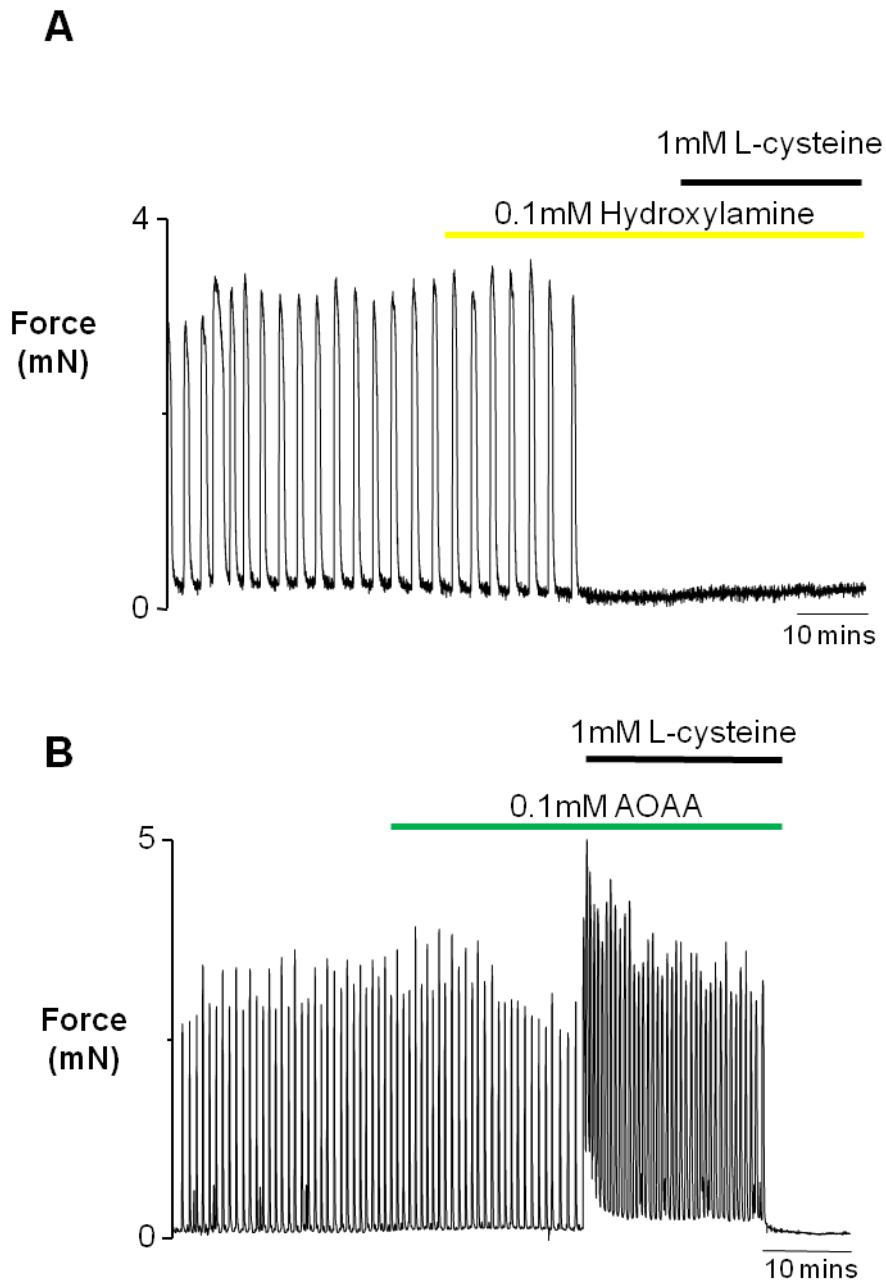 A
1mM L-cysteine
0.1mM Hydroxylamine
4
Force
(mN)
0
10 mins
B
1mM L-cysteine
0.1mM AOAA
5
Force
(mN)
0
10 mins